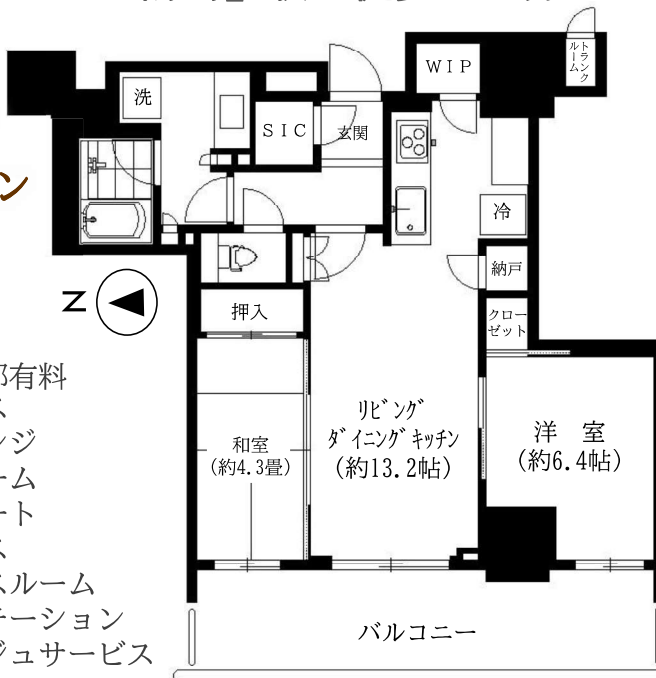 トランク
ルーム
WIP
洗
SIC
玄関
ン
冷
納戸
N
押入
クロー
ゼット
部有料
ス
リビング
ダイニングキッチン
(約13.2帖)
洋 室
(約6.4帖)
和室
(約4.3畳)
ンジ
ーム
ート
ス
スルーム
テーション
ジュサービス
バルコニー